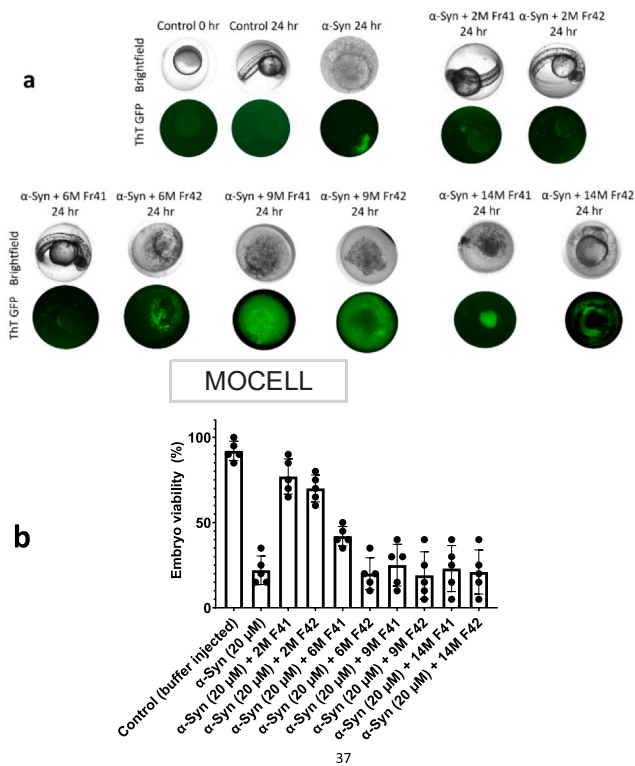 α-Syn + 2M Fr41 α-Syn + 2M Fr42
Control 0 hr Control 24 hr α-Syn 24 hr 24 hr 24 hr
a
Brightfield
ThT GFP
α-Syn + 6M Fr41 α-Syn + 6M Fr42 α-Syn + 9M Fr41 α-Syn + 9M Fr42 α-Syn + 14M Fr41 α-Syn + 14M Fr42
24 hr 24 hr 24 hr 24 hr 24 hr 24 hr
Brightfield
ThT GFP
MOCELL
b
Embryo viability (%)
100
50
0
Control (buffer injected)
α-Syn (20 μM)
α-Syn (20 μM) + 2M F41
α-Syn (20 μM) + 2M F42
α-Syn (20 μM) + 6M F41
α-Syn (20 μM) + 6M F42
α-Syn (20 μM) + 9M F41
α-Syn (20 μM) + 9M F42
α-Syn (20 μM) + 14M F41
α-Syn (20 μM) + 14M F42
37